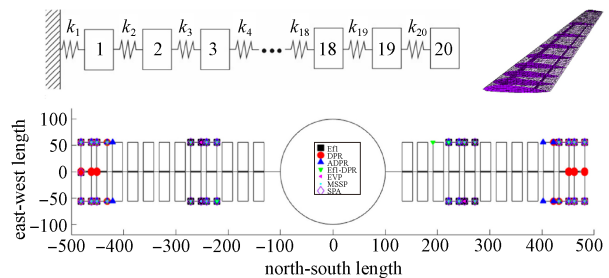 k1 k2 k3 k4 k18 k19 k20
1 2 3 ••• 18 19 20
100
50
0
-50
-100
east-west length
EfI
DPR
ADPR
EfI-DPR
EVP
MSSP
SPA
-500 -400 -300 -200 -100 0 100 200 300 400 500
north-south length